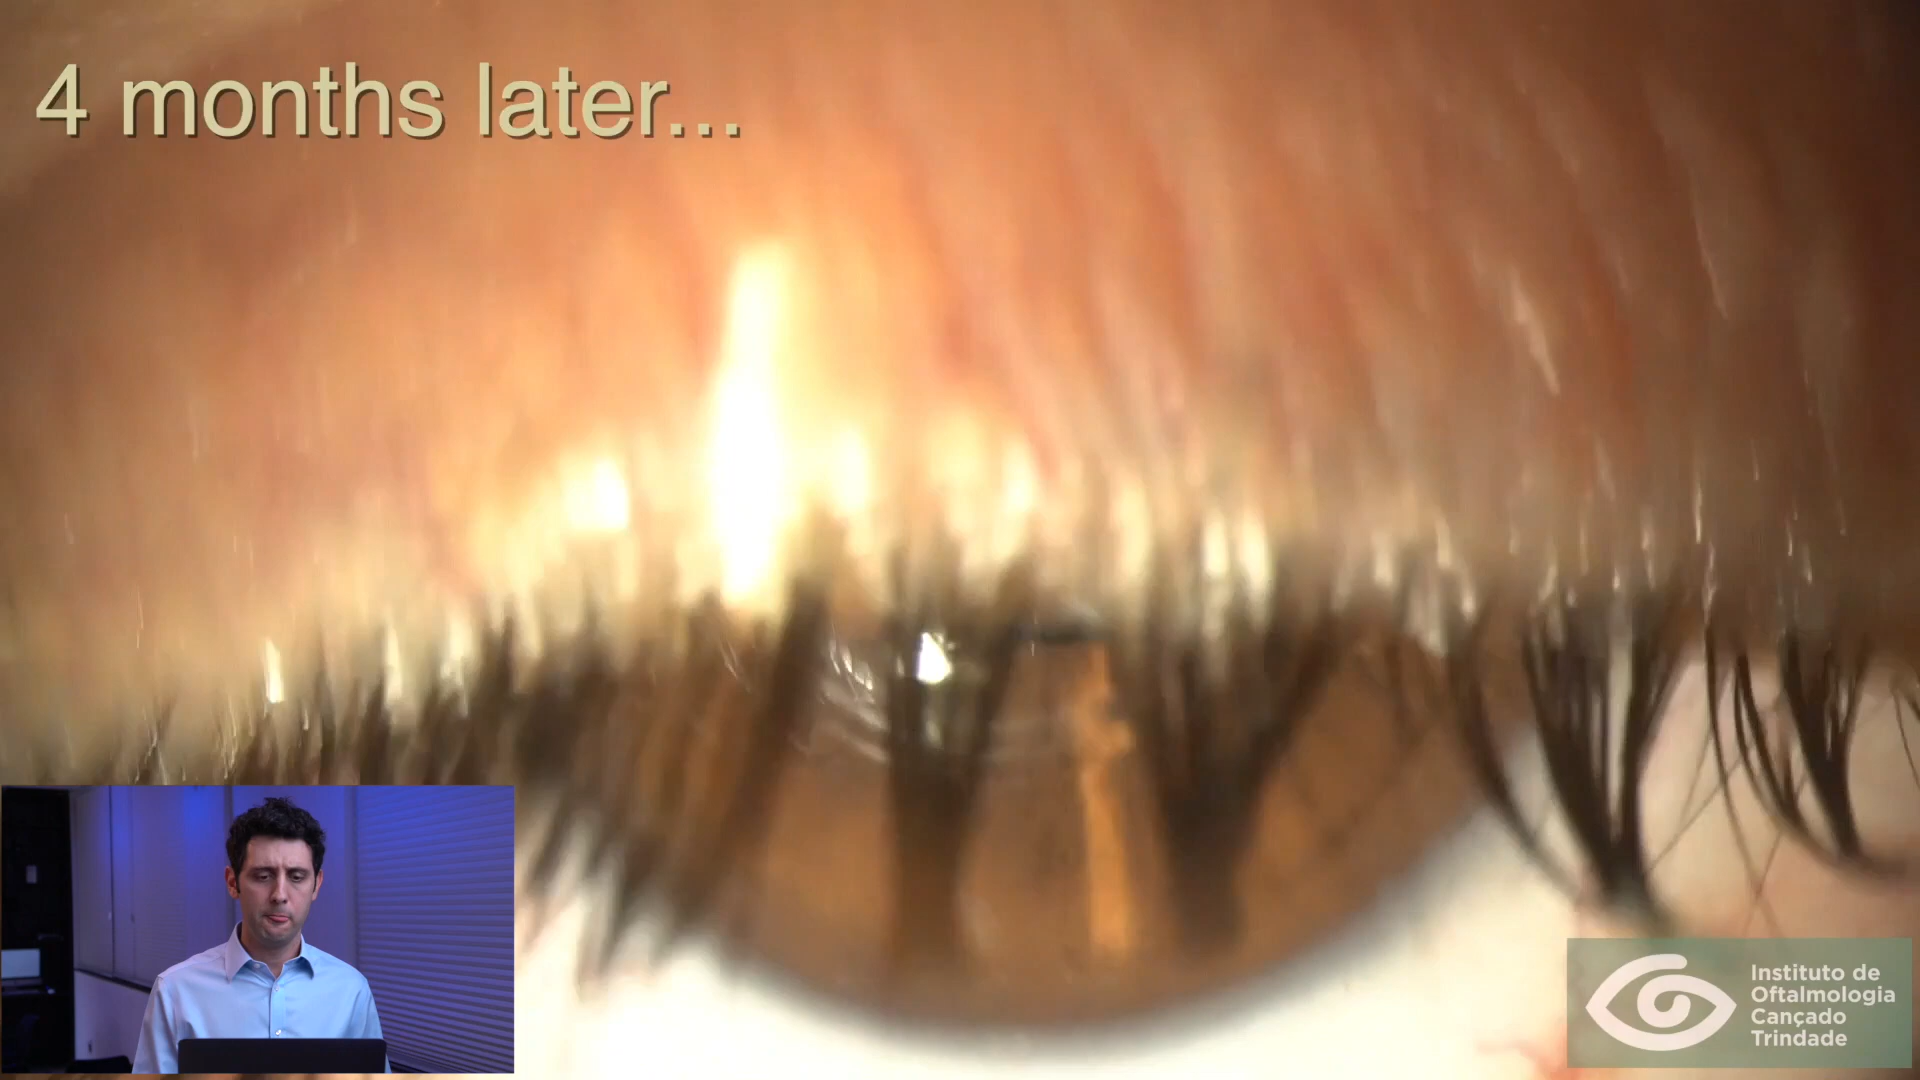 4 months later...
Instituto de
Oftalmologia
Cançado
Trindade